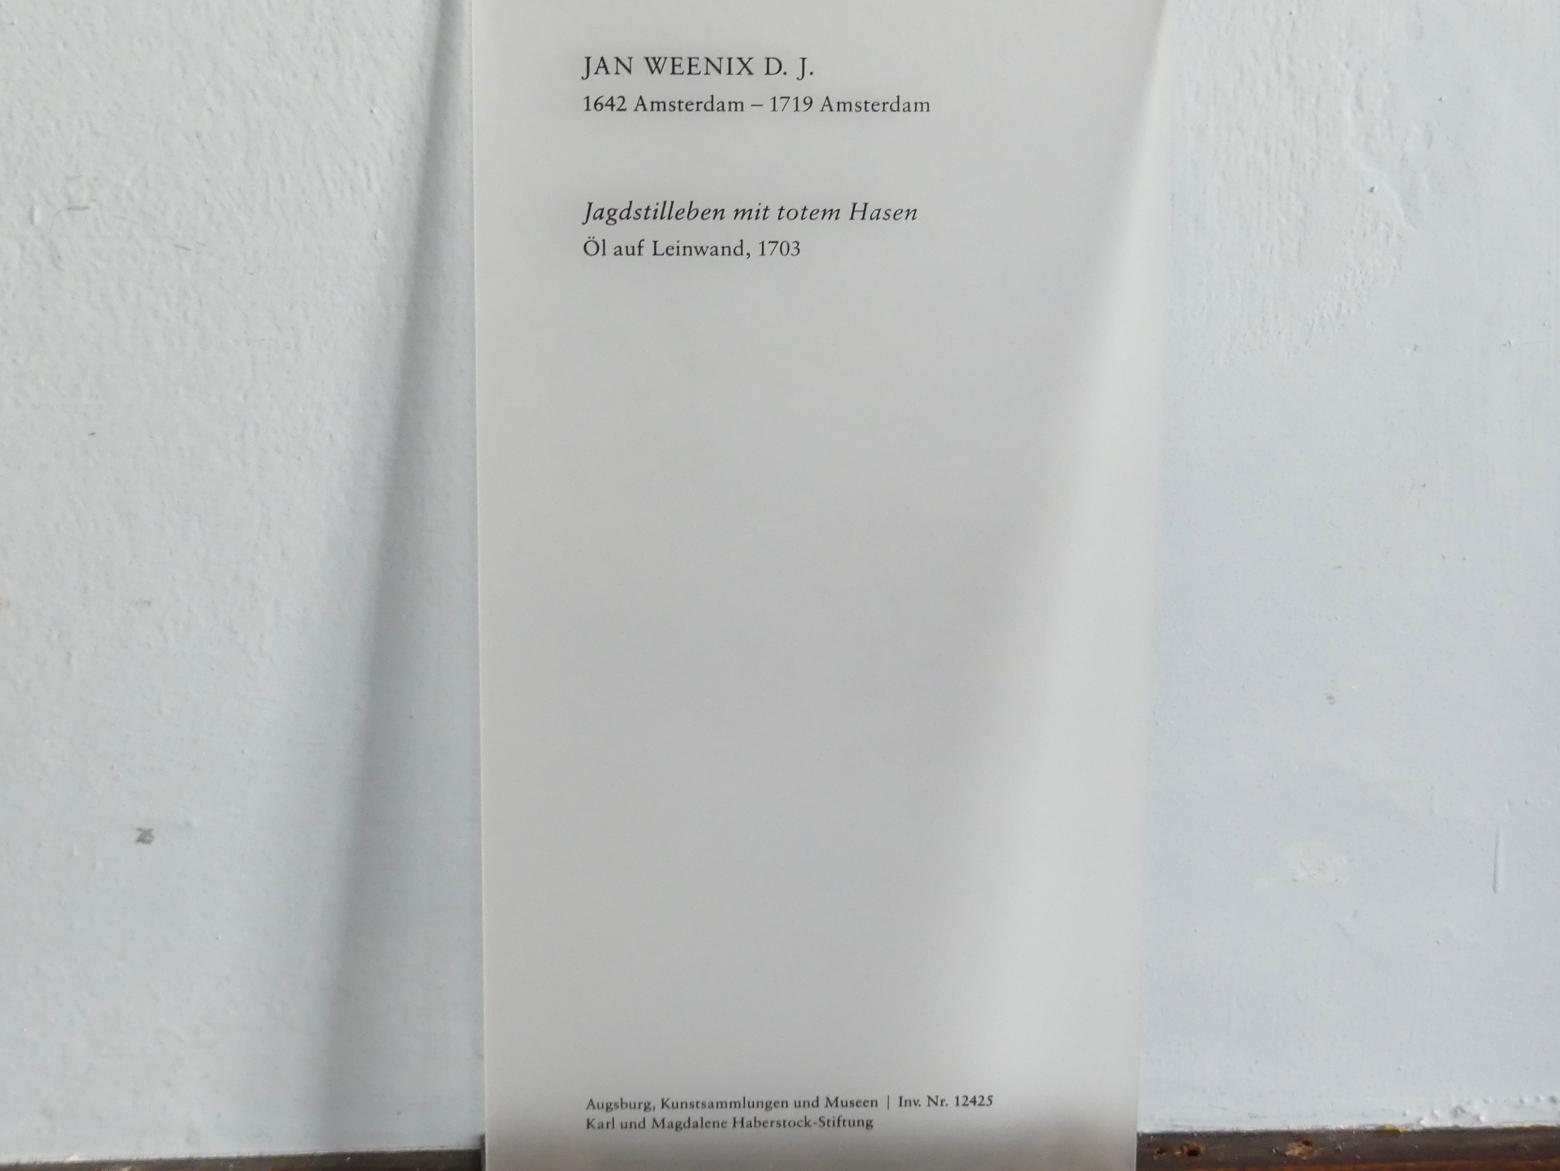 JAN WEENIX D. J.
1642 Amsterdam – 1719 Amsterdam
Jagdstilleben mit totem Hasen
Öl auf Leinwand, 1703
Augsburg, Kunstsammlungen und Museen | Inv. Nr. 12425
Karl und Magdalene Haberstock-Stiftung